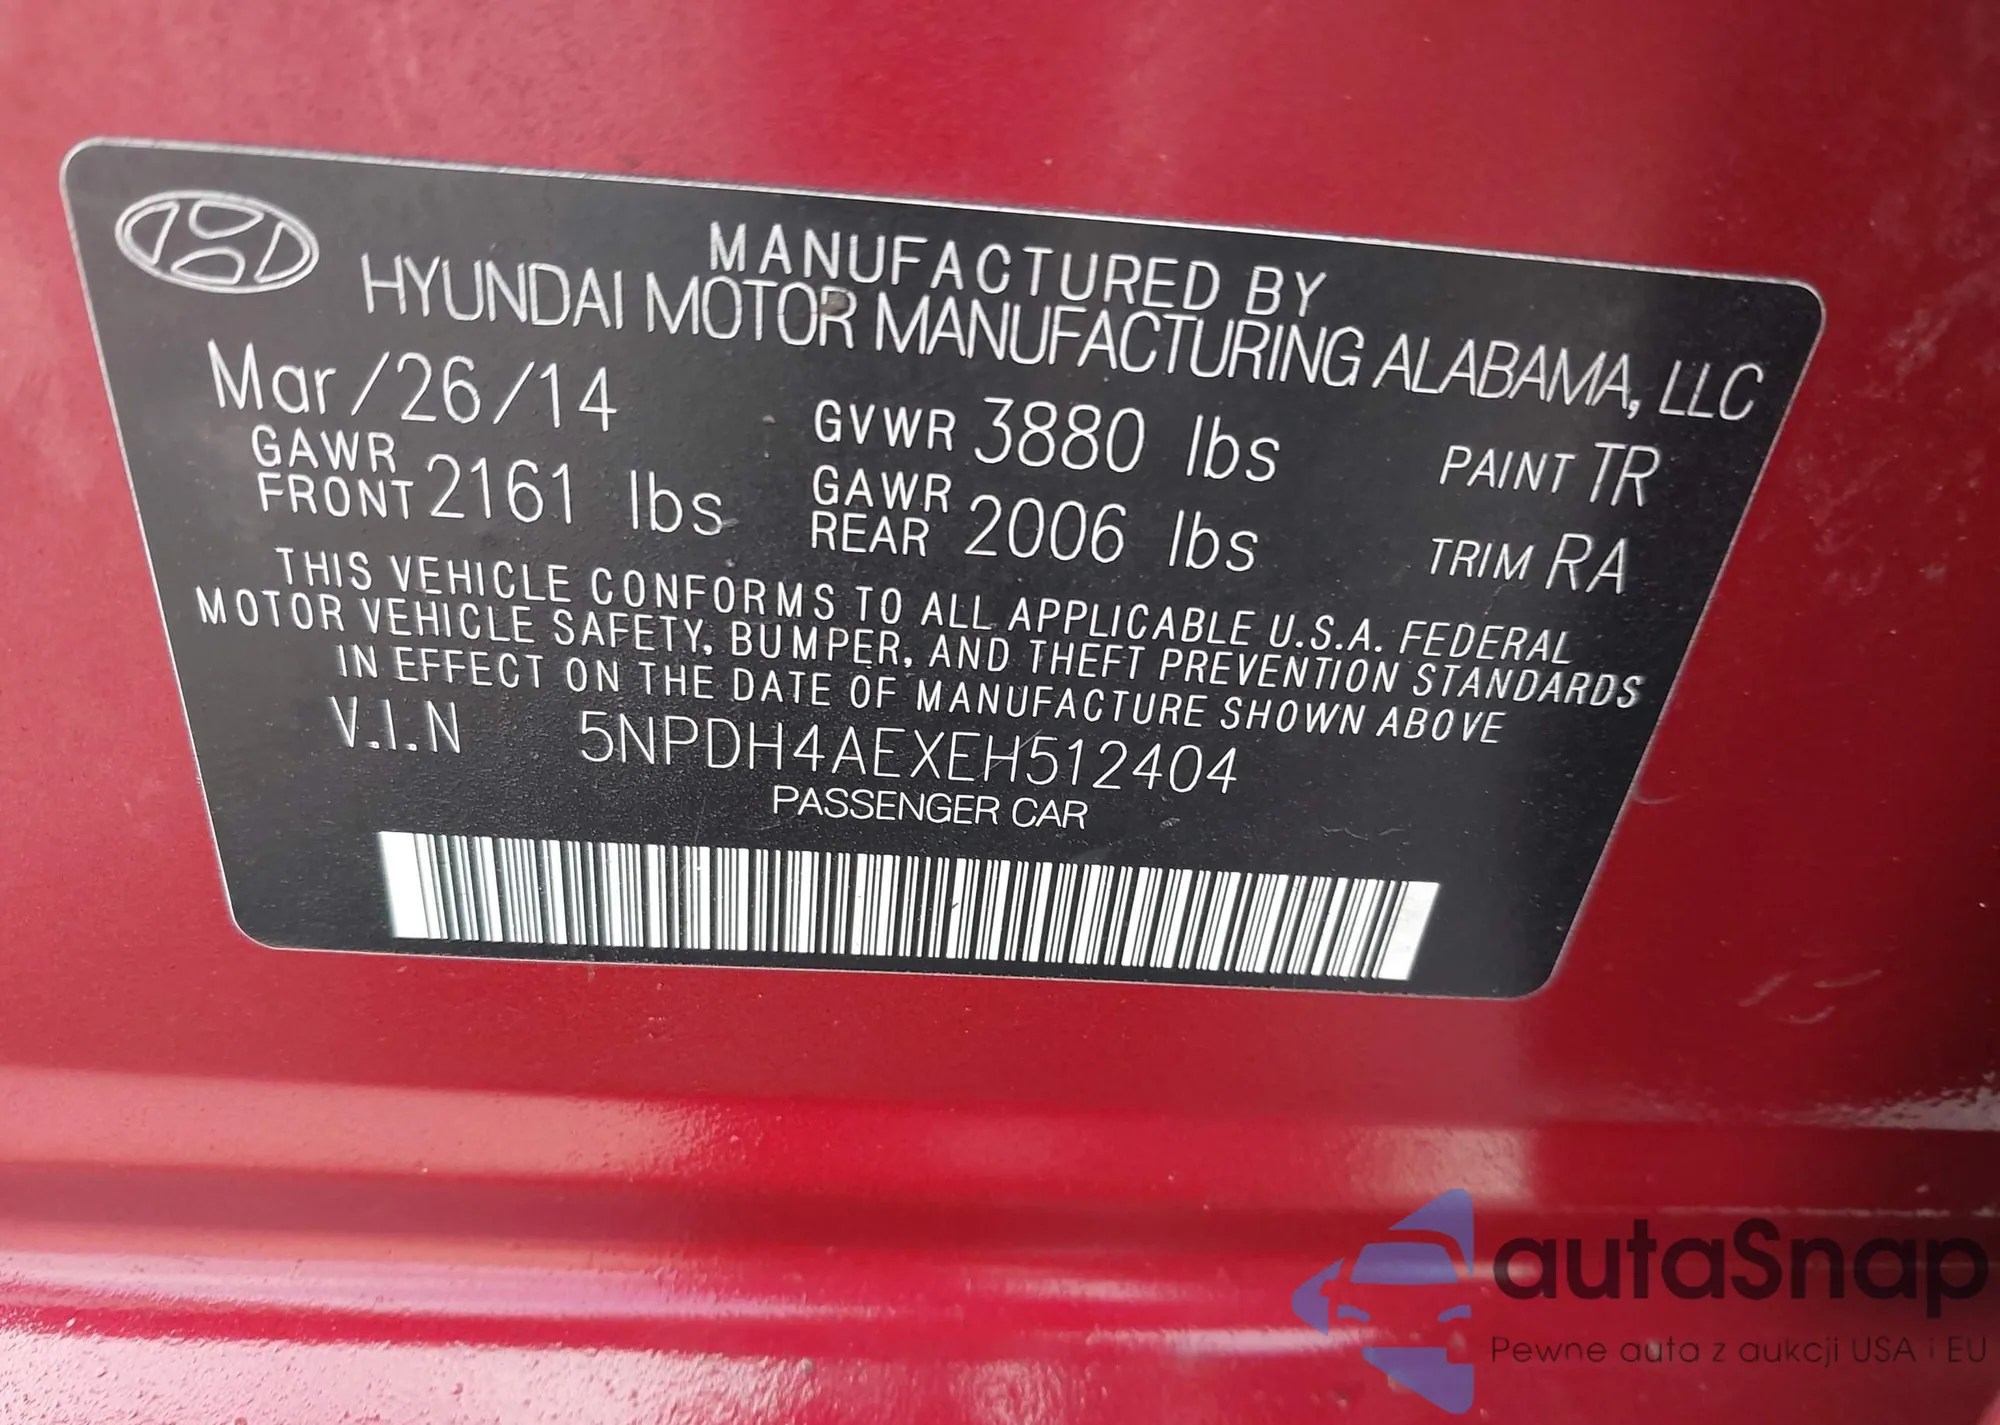 MANUFACTURED BY
HYUNDAI MOTOR MANUFACTURING ALABAMA, LLC
Mar/26/14 GVWR 3880 lbs PAINT TR
GAWR FRONT 2161 lbs GAWR REAR 2006 lbs TRIM RA
THIS VEHICLE CONFORMS TO ALL APPLICABLE U.S.A. FEDERAL
MOTOR VEHICLE SAFETY, BUMPER, AND THEFT PREVENTION STANDARDS
IN EFFECT ON THE DATE OF MANUFACTURE SHOWN ABOVE
V.I.N 5NPDH4AEXEH512404
PASSENGER CAR
autaSnap
Pewne auta z aukcji USA i EU